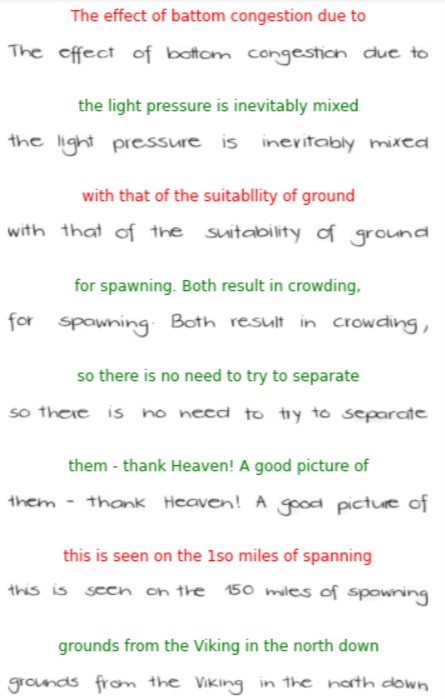 The effect of battom congestion due to
The effect of bottom congestion due to
the light pressure is inevitably mixed
the light pressure is inevitably mixed
with that of the suitabllity of ground
with that of the suitability of ground
for spawning. Both result in crowding,
for spawning. Both result in crowding,
so there is no need to try to separate
so there is no need to try to separate
them - thank Heaven! A good picture of
them - thank Heaven! A good picture of
this is seen on the 1so miles of spanning
this is seen on the 150 miles of spawning
grounds from the Viking in the north down
grounds from the Viking in the north down